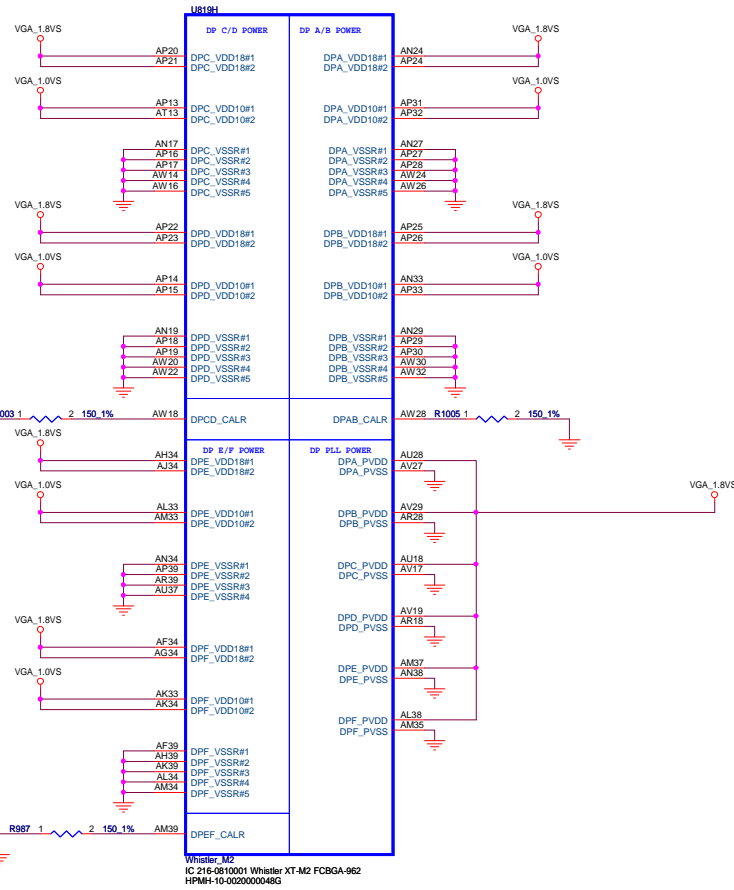 U819H
DP C/D POWER
DP A/B POWER
VGA_1.8VS
AP20 DPC_VDD18#1
AP21 DPC_VDD18#2
VGA_1.0VS
AP13 DPC_VDD10#1
AT13 DPC_VDD10#2
AN17 DPC_VSSR#1
AP16 DPC_VSSR#2
AP17 DPC_VSSR#3
AW14 DPC_VSSR#4
AW16 DPC_VSSR#5
VGA_1.8VS
AP22 DPD_VDD18#1
AP23 DPD_VDD18#2
VGA_1.0VS
AP14 DPD_VDD10#1
AP15 DPD_VDD10#2
AN19 DPD_VSSR#1
AP18 DPD_VSSR#2
AP19 DPD_VSSR#3
AW20 DPD_VSSR#4
AW22 DPD_VSSR#5
VGA_1.8VS
DPA_VDD18#1 AN24
DPA_VDD18#2 AP24
VGA_1.0VS
DPA_VDD10#1 AP31
DPA_VDD10#2 AP32
DPA_VSSR#1 AN27
DPA_VSSR#2 AP27
DPA_VSSR#3 AP28
DPA_VSSR#4 AW24
DPA_VSSR#5 AW26
VGA_1.8VS
DPB_VDD18#1 AP25
DPB_VDD18#2 AP26
VGA_1.0VS
DPB_VDD10#1 AN33
DPB_VDD10#2 AP33
DPB_VSSR#1 AN29
DPB_VSSR#2 AP29
DPB_VSSR#3 AP30
DPB_VSSR#4 AW30
DPB_VSSR#5 AW32
003 1 2 150_1% AW18 DPCD_CALR
DPAB_CALR AW28 R1005 1 2 150_1%
DP E/F POWER
DP PLL POWER
VGA_1.8VS
AH34 DPE_VDD18#1
AJ34 DPE_VDD18#2
VGA_1.0VS
AL33 DPE_VDD10#1
AM33 DPE_VDD10#2
AN34 DPE_VSSR#1
AP39 DPE_VSSR#2
AR39 DPE_VSSR#3
AU37 DPE_VSSR#4
VGA_1.8VS
AF34 DPF_VDD18#1
AG34 DPF_VDD18#2
VGA_1.0VS
AK33 DPF_VDD10#1
AK34 DPF_VDD10#2
AF39 DPF_VSSR#1
AH39 DPF_VSSR#2
AK39 DPF_VSSR#3
AL34 DPF_VSSR#4
AM34 DPF_VSSR#5
DPA_PVDD AU28
DPA_PVSS AV27
VGA_1.8VS
DPB_PVDD AV29
DPB_PVSS AR28
DPC_PVDD AU18
DPC_PVSS AV17
DPD_PVDD AV19
DPD_PVSS AR18
DPE_PVDD AM37
DPE_PVSS AN38
DPF_PVDD AL38
DPF_PVSS AM35
R987 1 2 150_1% AM39 DPEF_CALR
Whistler_M2
IC 216-0810001 Whistler XT-M2 FCBGA-962
HPMH-10-0020000048G